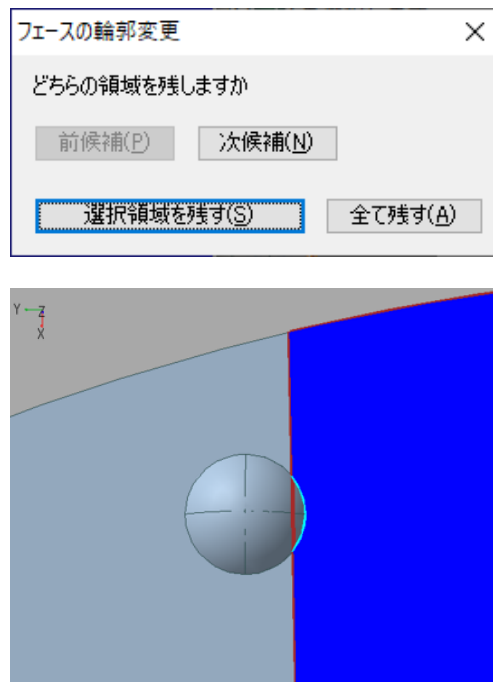 フェースの輪郭変更
どちらの領域を残しますか
前候補(P) 次候補(N)
選択領域を残す(S) 全て残す(A)
Y Z
X